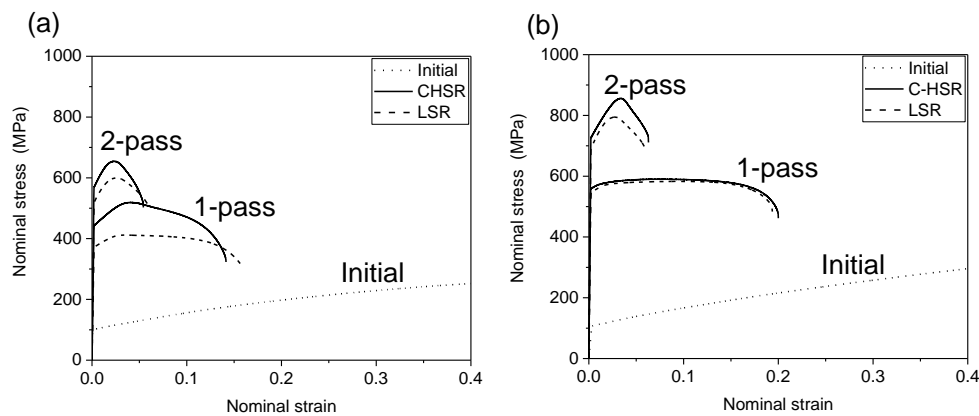 (a)
1000
800
600
400
200
0
0.0 0.1 0.2 0.3 0.4
Nominal stress (MPa)
Nominal strain
Initial
CHSR
LSR
2-pass
1-pass
Initial
(b)
1000
800
600
400
200
0
0.0 0.1 0.2 0.3 0.4
Nominal stress (MPa)
Nominal strain
Initial
C-HSR
LSR
2-pass
1-pass
Initial